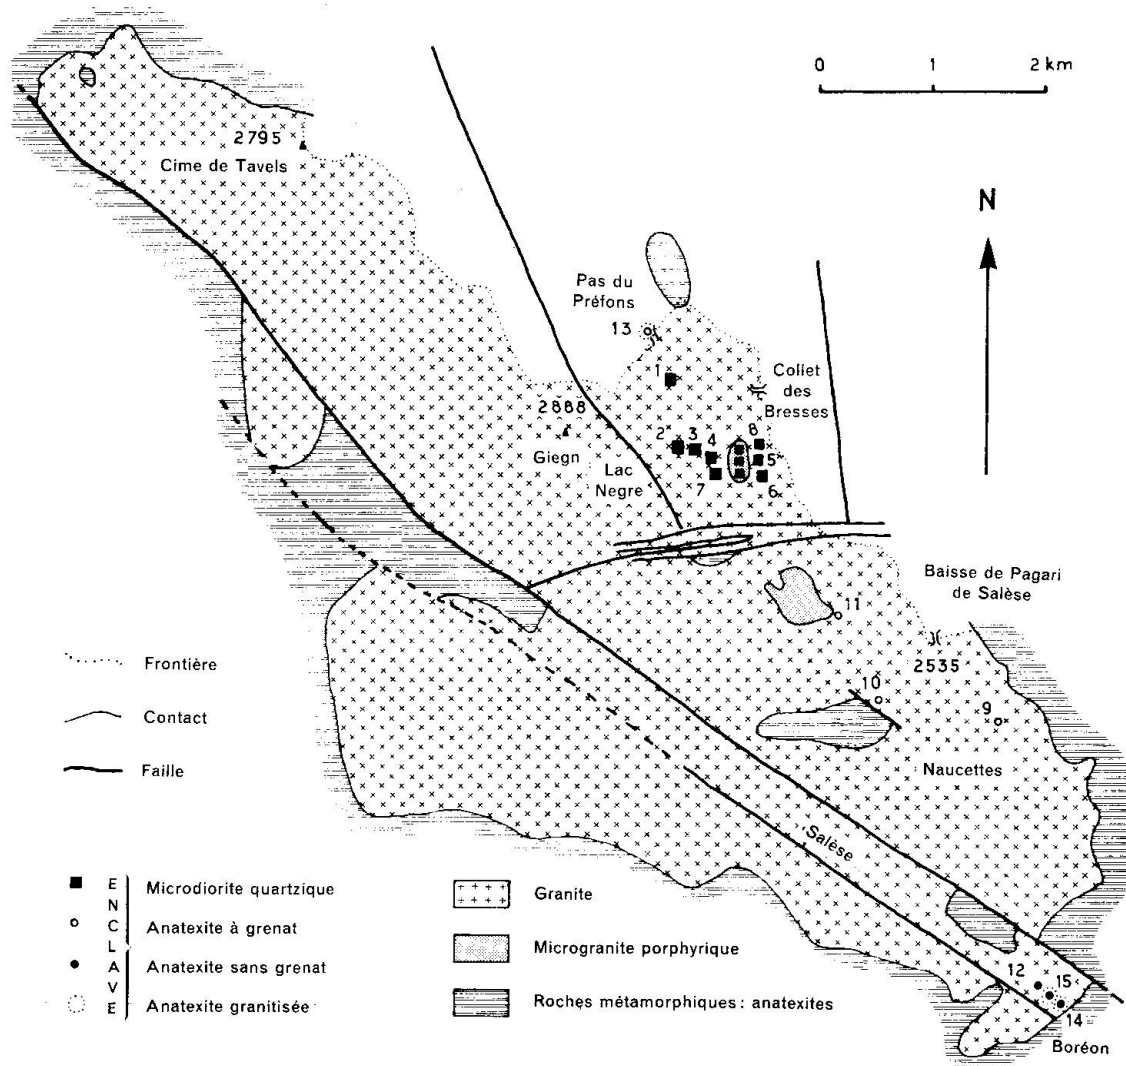 0 1 2 km
2795
Cime de Tavels
N
Pas du
Préfons
13
1
Collet
des
Bresses
2888
Giegn
Lac
Negre
2
3
4
8
5
7
6
Baisse de Pagari
de Salèse
11
2535
10
9
Naucettes
Frontière
Contact
Faille
Salèse
ENCLAVE
Microdiorite quartzique
Anatexite à grenat
Anatexite sans grenat
Anatexite granitisée
Granite
Microgranite porphyrique
Roches métamorphiques : anatexites
12
15
14
Boréon